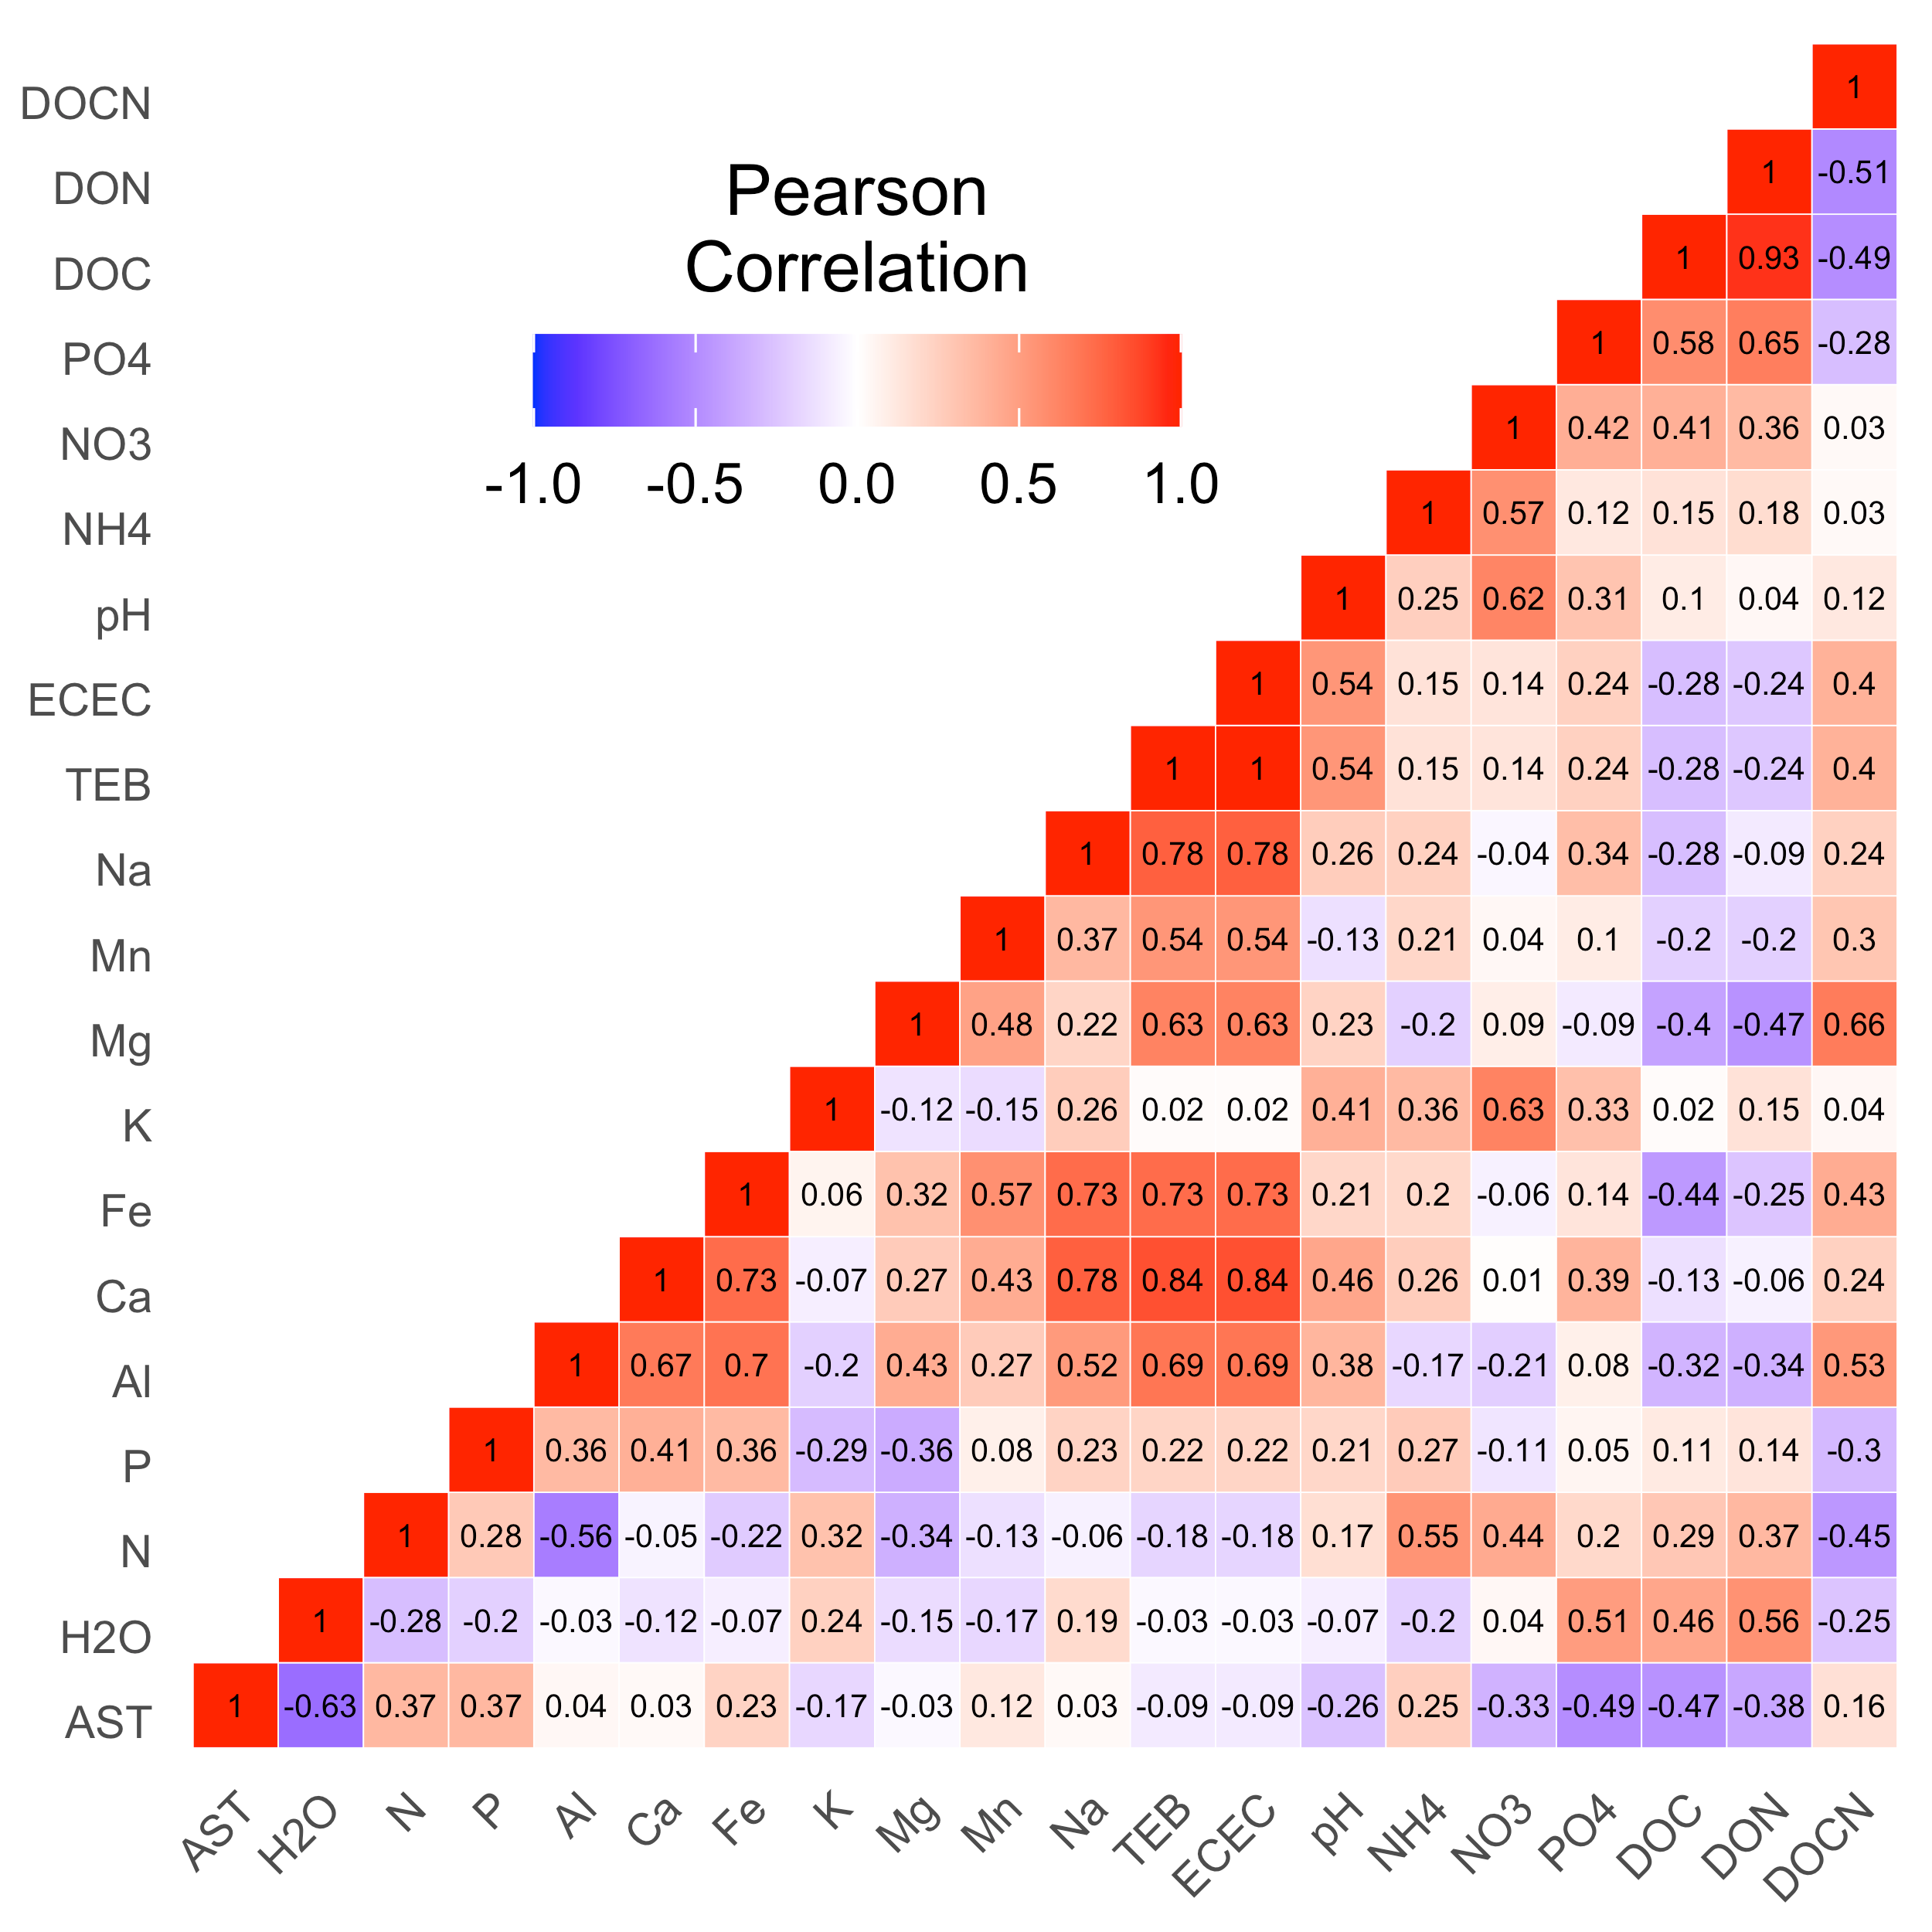 DOCN 1
Pearson
Correlation
-1.0 -0.5 0.0 0.5 1.0
DON 1 -0.51
DOC 1 0.93 -0.49
PO4 1 0.58 0.65 -0.28
NO3 1 0.42 0.41 0.36 0.03
NH4 1 0.57 0.12 0.15 0.18 0.03
pH 1 0.25 0.62 0.31 0.1 0.04 0.12
ECEC 1 0.54 0.15 0.14 0.24 -0.28 -0.24 0.4
TEB 1 1 0.54 0.15 0.14 0.24 -0.28 -0.24 0.4
Na 1 0.78 0.78 0.26 0.24 -0.04 0.34 -0.28 -0.09 0.24
Mn 1 0.37 0.54 0.54 -0.13 0.21 0.04 0.1 -0.2 -0.2 0.3
Mg 1 0.48 0.22 0.63 0.63 0.23 -0.2 0.09 -0.09 -0.4 -0.47 0.66
K 1 -0.12 -0.15 0.26 0.02 0.02 0.41 0.36 0.63 0.33 0.02 0.15 0.04
Fe 1 0.06 0.32 0.57 0.73 0.73 0.73 0.21 0.2 -0.06 0.14 -0.44 -0.25 0.43
Ca 1 0.73 -0.07 0.27 0.43 0.78 0.84 0.84 0.46 0.26 0.01 0.39 -0.13 -0.06 0.24
Al 1 0.67 0.7 -0.2 0.43 0.27 0.52 0.69 0.69 0.38 -0.17 -0.21 0.08 -0.32 -0.34 0.53
P 1 0.36 0.41 0.36 -0.29 -0.36 0.08 0.23 0.22 0.22 0.21 0.27 -0.11 0.05 0.11 0.14 -0.3
N 1 0.28 -0.56 -0.05 -0.22 0.32 -0.34 -0.13 -0.06 -0.18 -0.18 0.17 0.55 0.44 0.2 0.29 0.37 -0.45
H2O 1 -0.28 -0.2 -0.03 -0.12 -0.07 0.24 -0.15 -0.17 0.19 -0.03 -0.03 -0.07 -0.2 0.04 0.51 0.46 0.56 -0.25
AST 1 -0.63 0.37 0.37 0.04 0.03 0.23 -0.17 -0.03 0.12 0.03 -0.09 -0.09 -0.26 0.25 -0.33 -0.49 -0.47 -0.38 0.16
AST H2O N P Al Ca Fe K Mg Mn Na TEB ECEC pH NH4 NO3 PO4 DOC DON DOCN